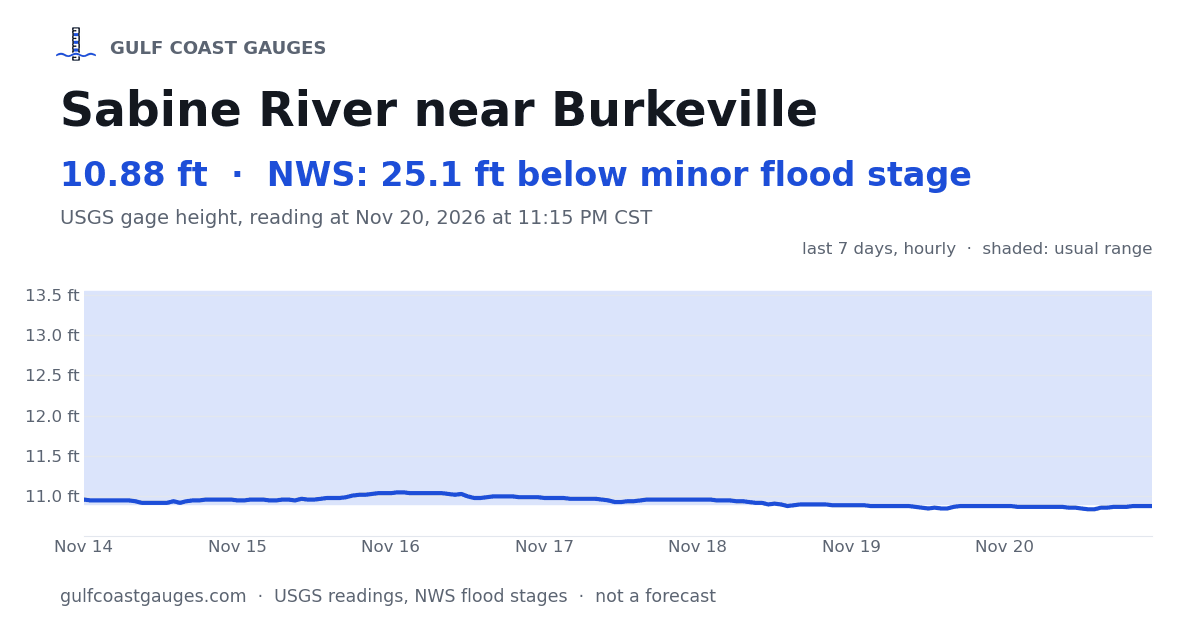 GULF COAST GAUGES
Sabine River near Burkeville
10.88 ft · NWS: 25.1 ft below minor flood stage
USGS gage height, reading at Nov 20, 2026 at 11:15 PM CST
last 7 days, hourly · shaded: usual range
13.5 ft
13.0 ft
12.5 ft
12.0 ft
11.5 ft
11.0 ft
Nov 14 Nov 15 Nov 16 Nov 17 Nov 18 Nov 19 Nov 20
gulfcoastgauges.com · USGS readings, NWS flood stages · not a forecast